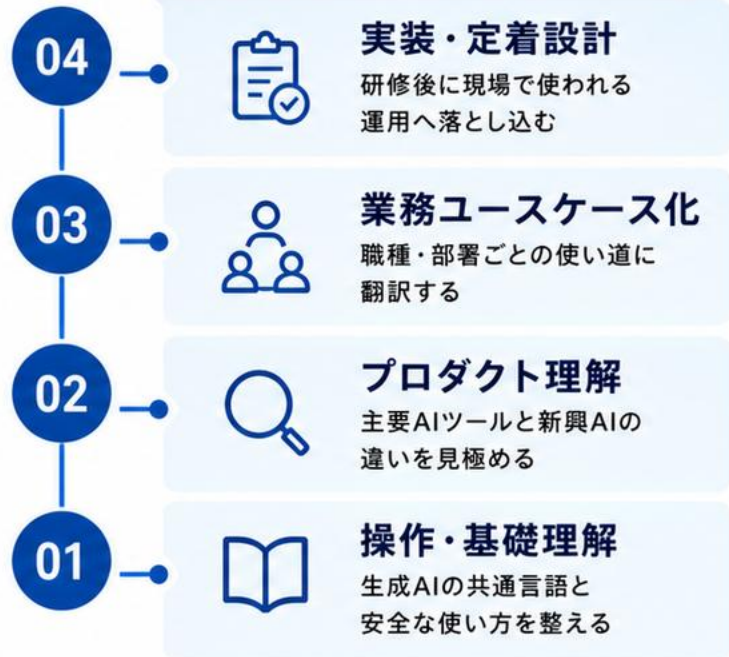 04
実装・定着設計
研修後に現場で使われる
運用へ落とし込む
03
業務ユースケース化
職種・部署ごとの使い道に
翻訳する
02
プロダクト理解
主要AIツールと新興AIの
違いを見極める
01
操作・基礎理解
生成AIの共通言語と
安全な使い方を整える